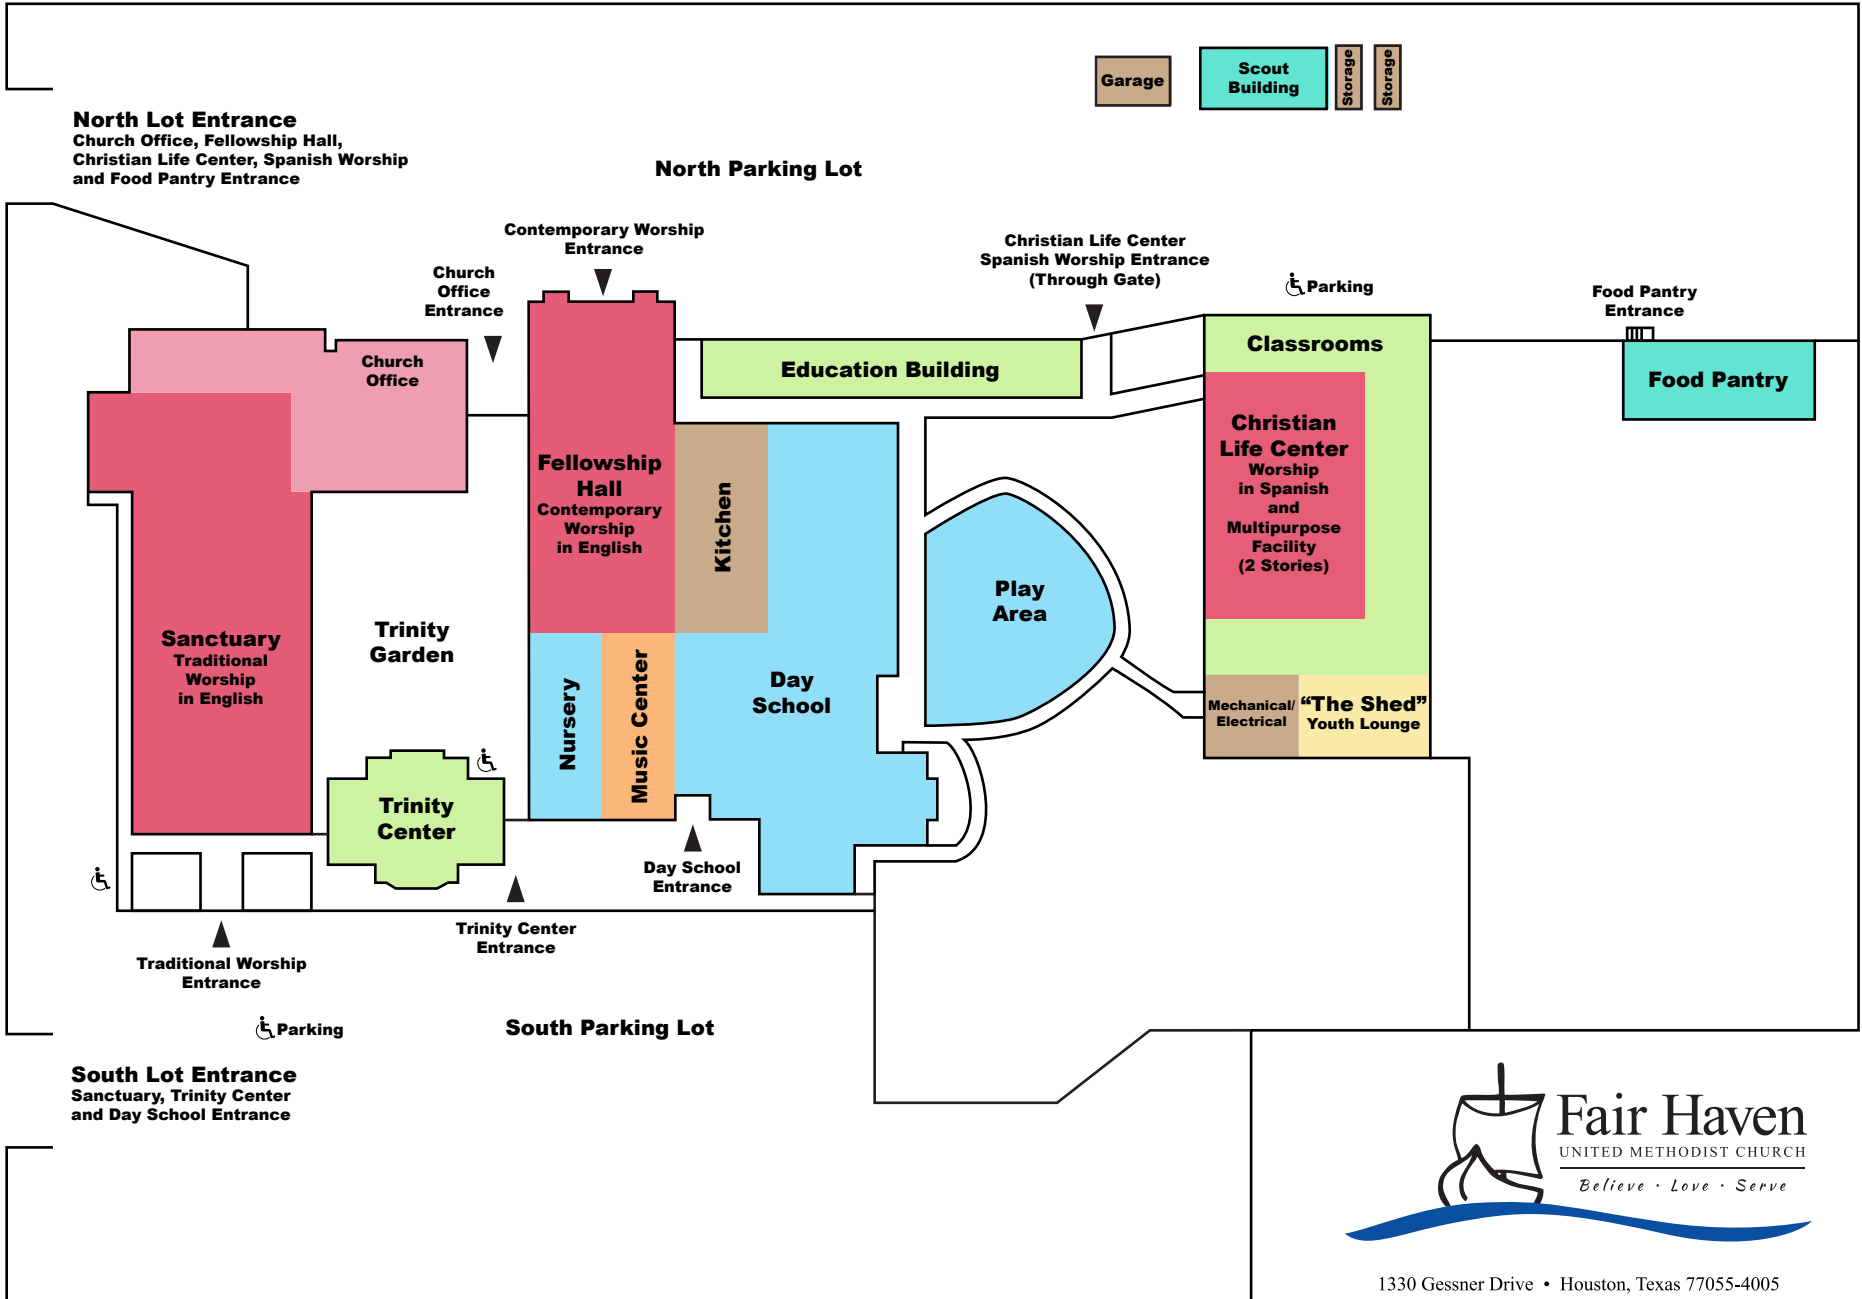 Garage
Scout
Building
Storage
Storage
North Lot Entrance
Church Office, Fellowship Hall,
Christian Life Center, Spanish Worship
and Food Pantry Entrance
North Parking Lot
Contemporary Worship
Entrance
Church
Office
Entrance
Christian Life Center
Spanish Worship Entrance
(Through Gate)
Parking
Food Pantry
Entrance
Church
Office
Education Building
Classrooms
Food Pantry
Fellowship
Hall
Contemporary
Worship
in English
Kitchen
Christian
Life Center
Worship
in Spanish
and
Multipurpose
Facility
(2 Stories)
Play
Area
Sanctuary
Traditional
Worship
in English
Trinity
Garden
Nursery
Music Center
Day
School
Mechanical/
Electrical
“The Shed”
Youth Lounge
Trinity
Center
Day School
Entrance
Trinity Center
Entrance
Traditional Worship
Entrance
Parking
South Parking Lot
South Lot Entrance
Sanctuary, Trinity Center
and Day School Entrance
Fair Haven
UNITED METHODIST CHURCH
Believe · Love · Serve
1330 Gessner Drive • Houston, Texas 77055-4005